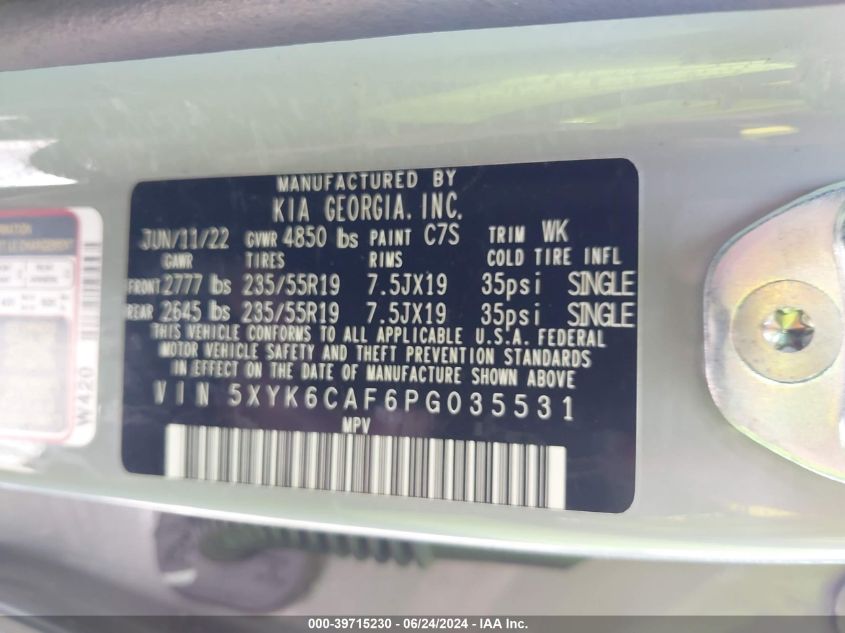 MANUFACTURED BY
KIA GEORGIA, INC.
JUN/11/22 GVWR 4850 lbs PAINT C7S TRIM WK
GAWR TIRES RIMS COLD TIRE INFL
FRONT 2777 lbs 235/55R19 7.5JX19 35psi SINGLE
REAR 2645 lbs 235/55R19 7.5JX19 35psi SINGLE
THIS VEHICLE CONFORMS TO ALL APPLICABLE U.S.A. FEDERAL
MOTOR VEHICLE SAFETY AND THEFT PREVENTION STANDARDS
IN EFFECT ON THE DATE OF MANUFACTURE SHOWN ABOVE
VIN 5XYK6CAF6PG035531
MPV
W420
000-39715230 - 06/24/2024 - IAA Inc.